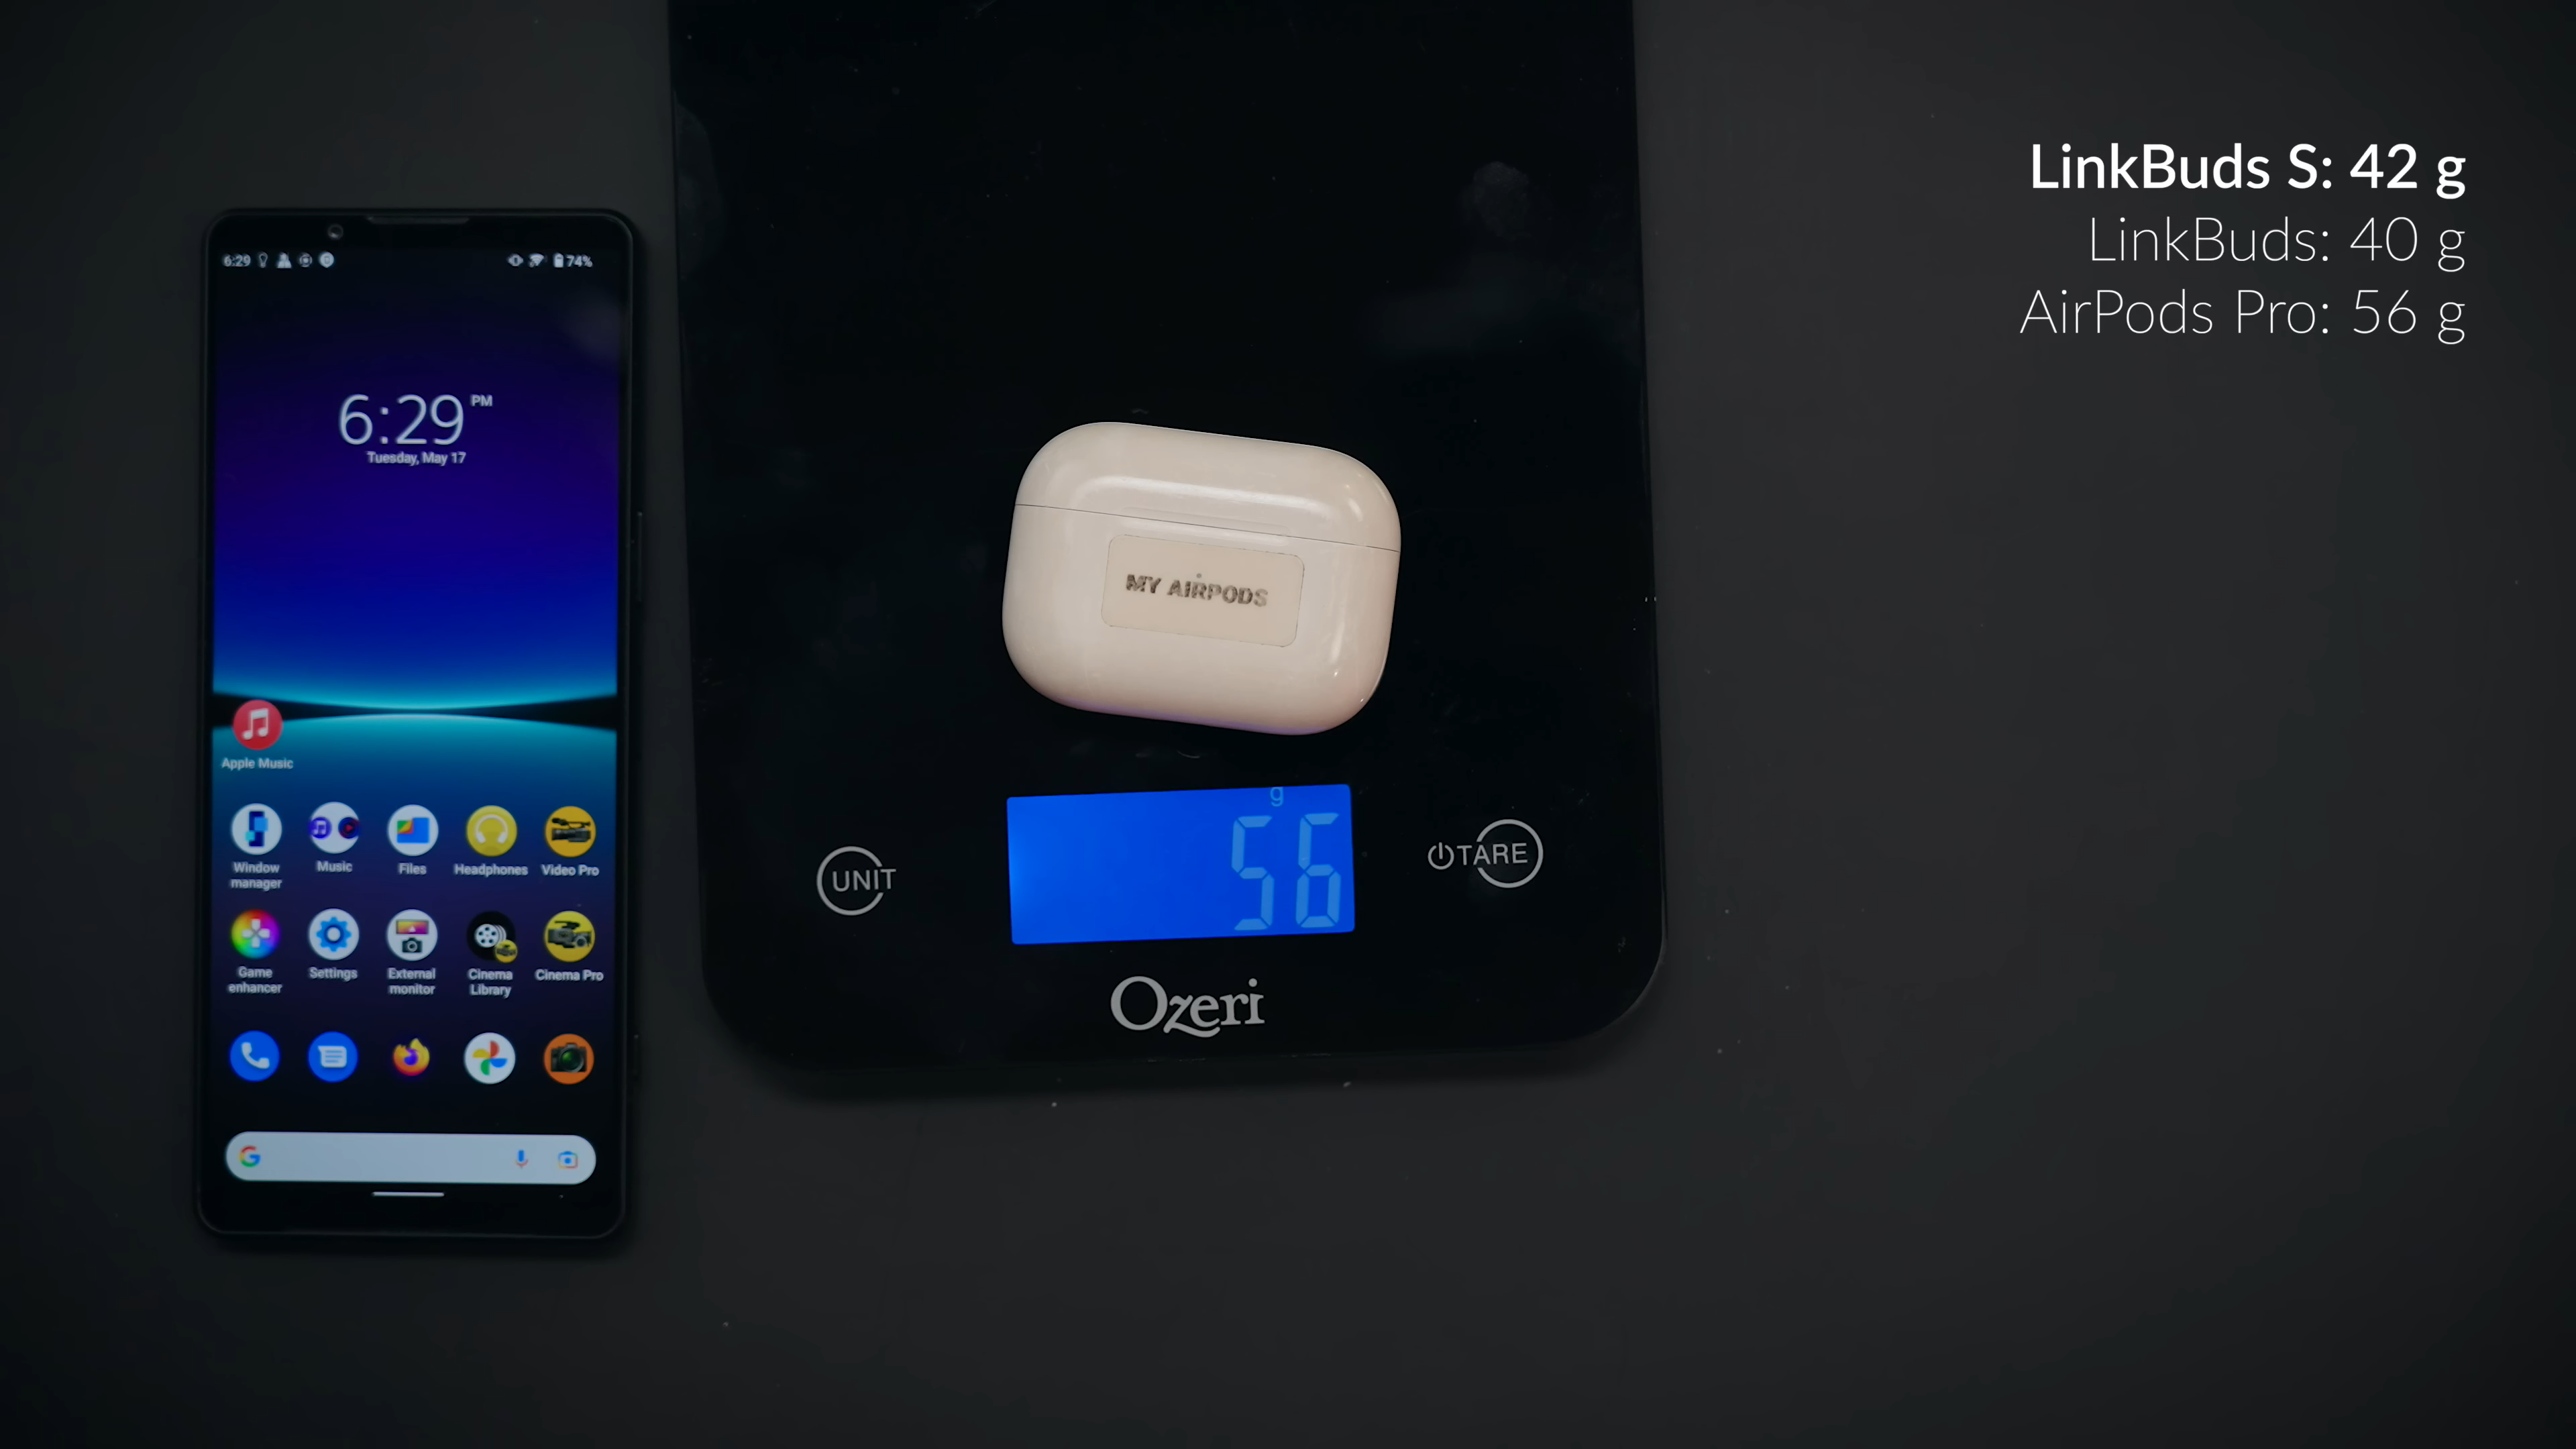 LinkBuds S: 42 g
LinkBuds: 40 g
AirPods Pro: 56 g
6:29
74%
6:29 PM
Tuesday, May 17
Apple Music
Window manager
Music
Files
Headphones
Video Pro
Game enhancer
Settings
External monitor
Cinema Library
Cinema Pro
G
MY AIRPODS
g
56
UNIT
TARE
Ozeri